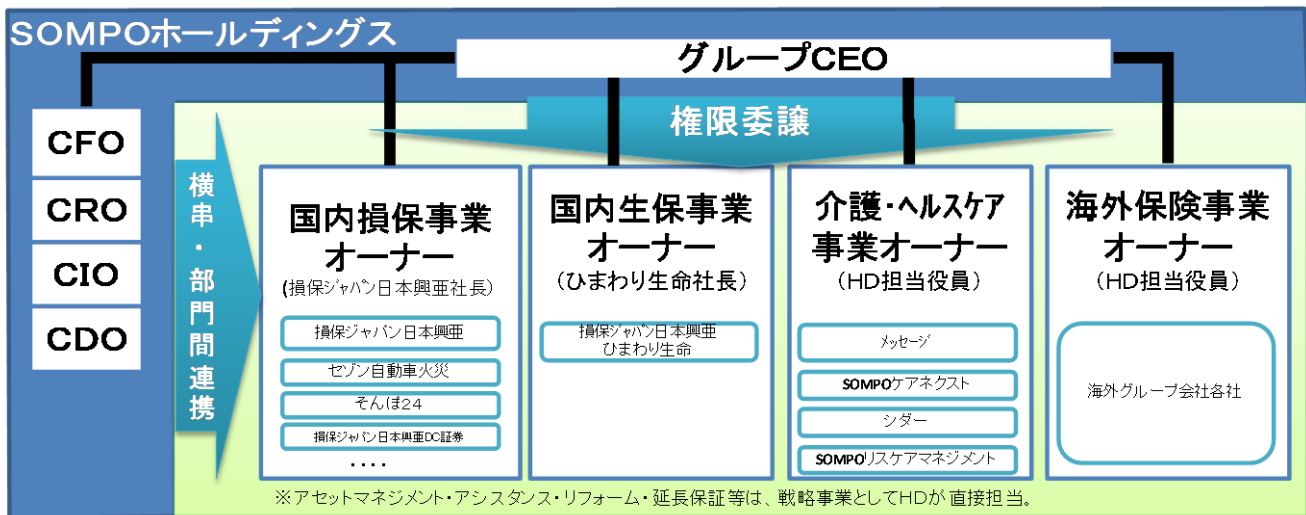 SOMPOホールディングス
グループCEO
権限委譲
CFO
CRO
CIO
CDO
横串・部門間連携
国内損保事業
オーナー
(損保ジャパン日本興亜社長)
損保ジャパン日本興亜
セゾン自動車火災
そんぽ24
損保ジャパン日本興亜DC証券
・・・・
国内生保事業
オーナー
(ひまわり生命社長)
損保ジャパン日本興亜
ひまわり生命
介護・ヘルスケア
事業オーナー
(HD担当役員)
メッセージ
SOMPOケアネクスト
シダー
SOMPOリスケアマネジメント
海外保険事業
オーナー
(HD担当役員)
海外グループ会社各社
※アセットマネジメント・アシスタンス・リフォーム・延長保証等は、戦略事業としてHDが直接担当。